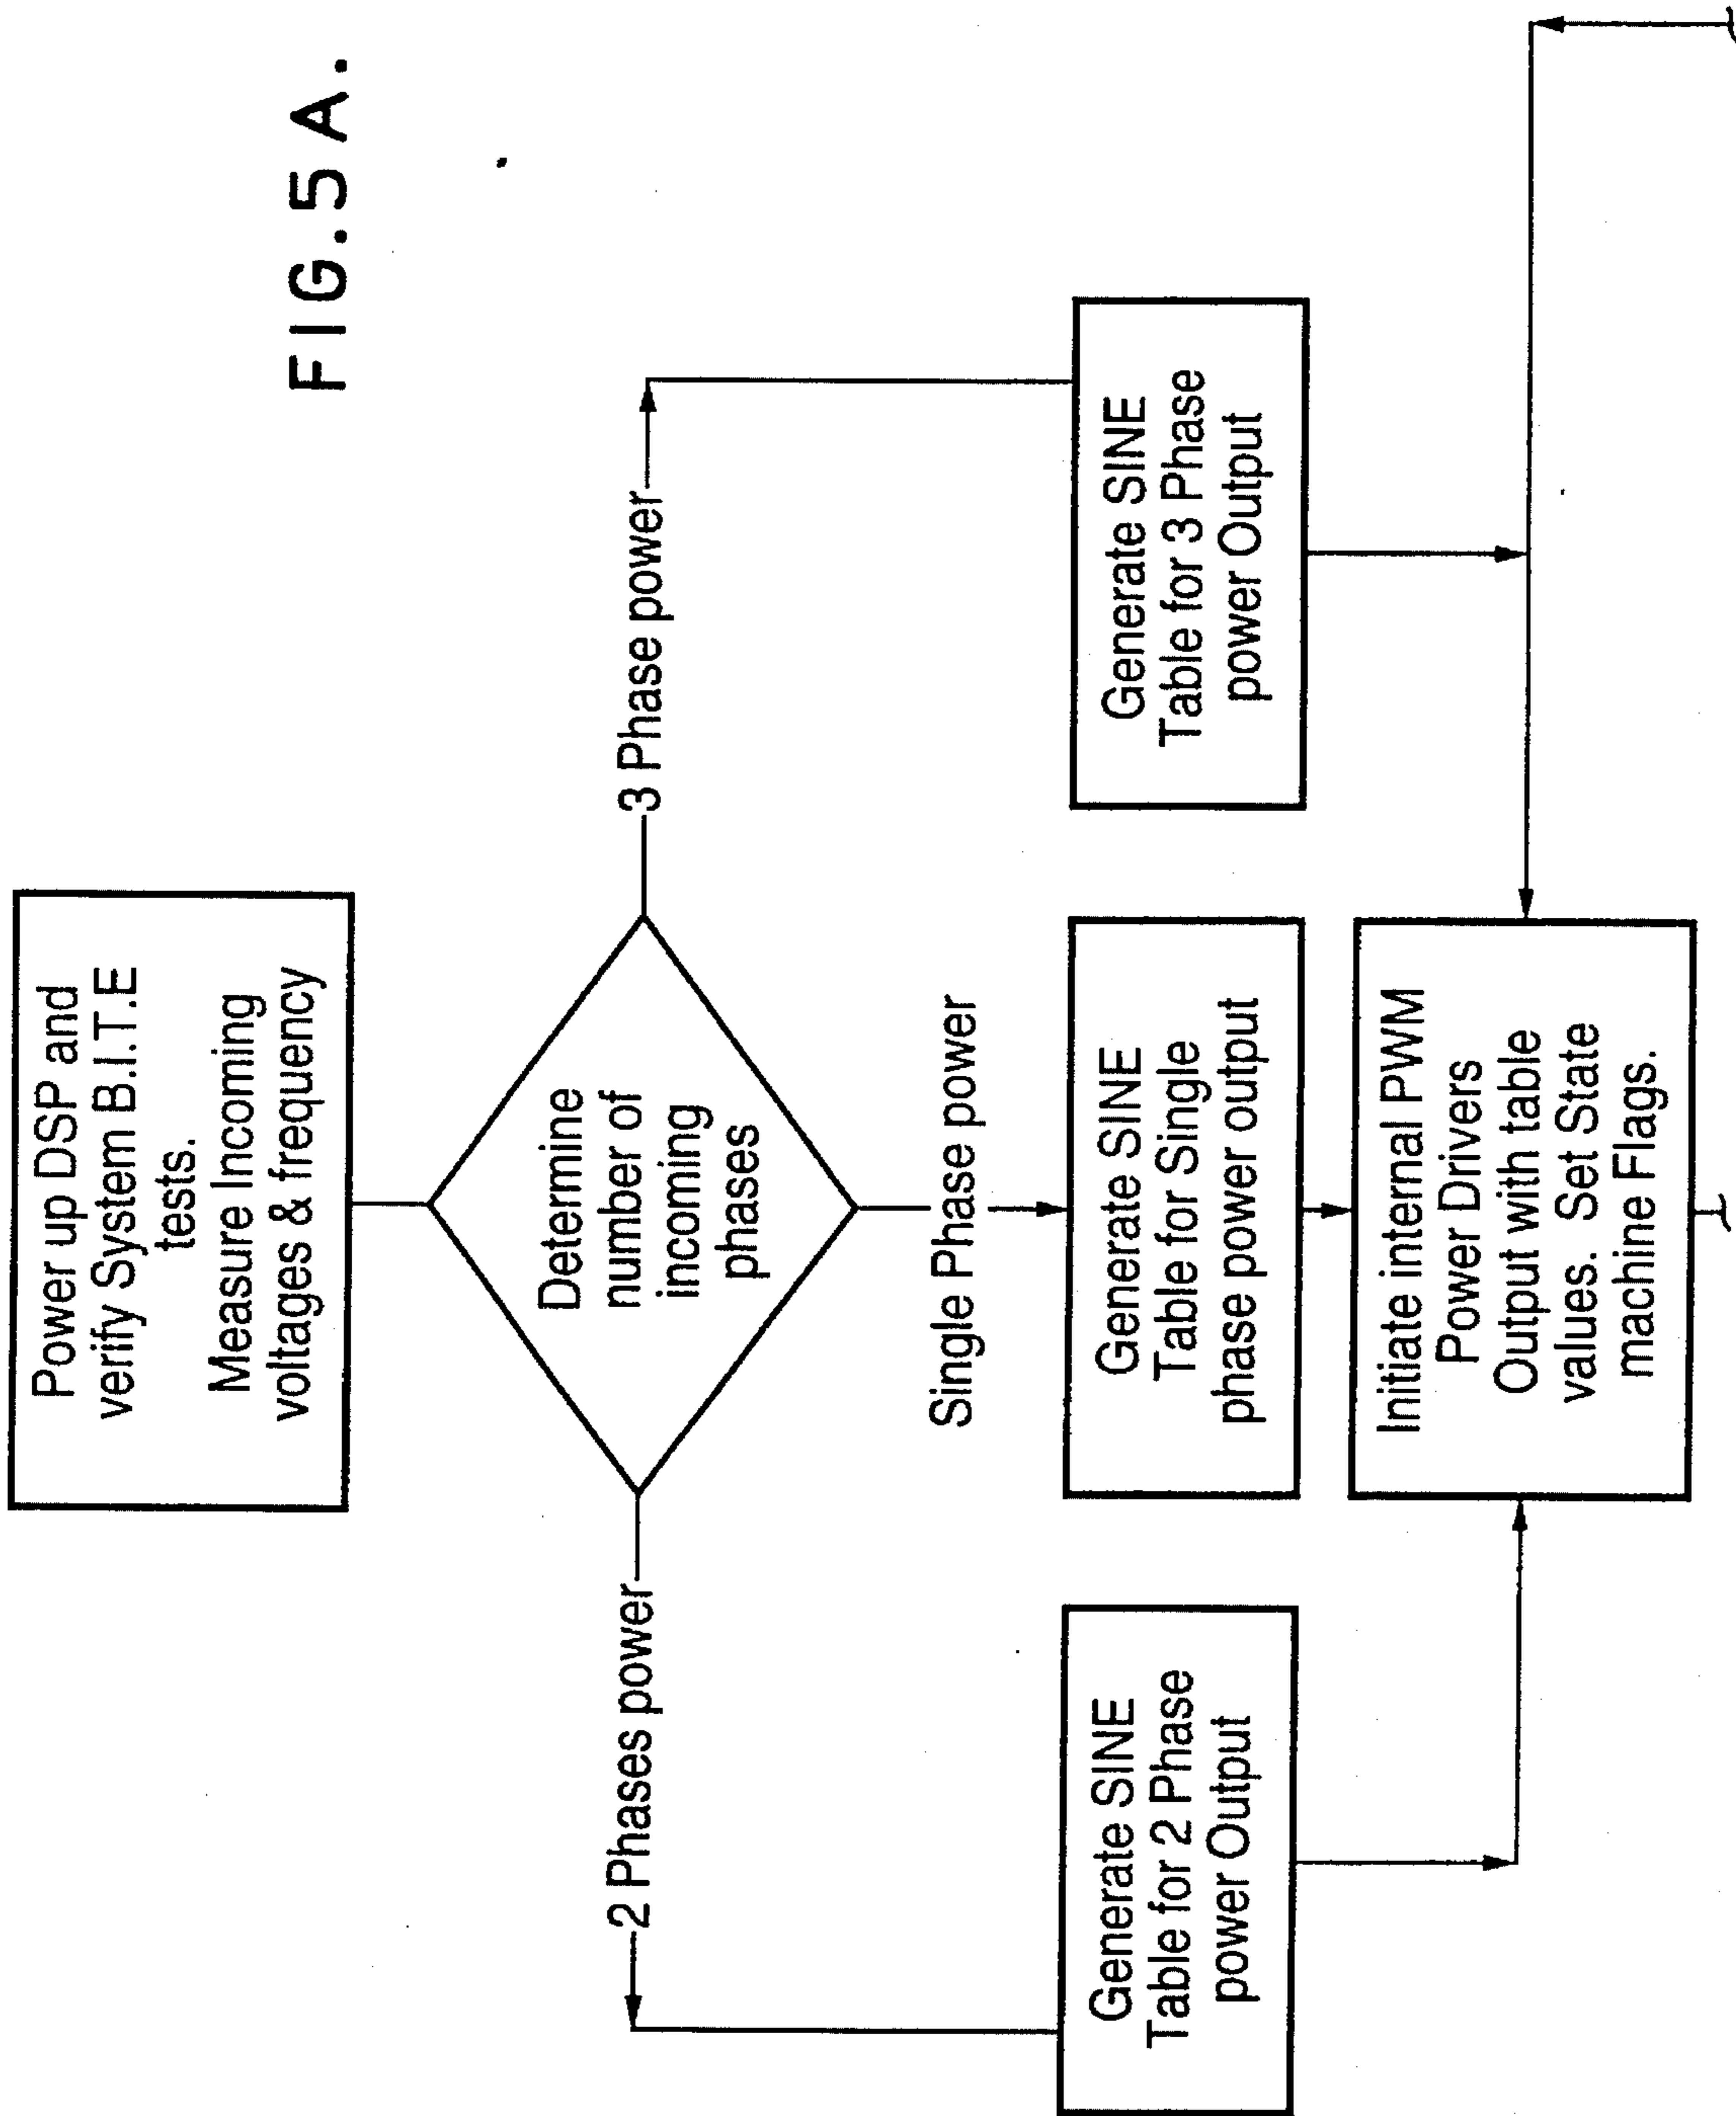 FIG.5A.
Power up DSP and
verify System B.I.T.E
tests.
Measure Incoming
voltages & frequency
Determine
number of
incoming
phases
2 Phases power
3 Phase power
Single Phase power
Generate SINE
Table for 2 Phase
power Output
Generate SINE
Table for Single
phase power output
Generate SINE
Table for 3 Phase
power Output
Initiate internal PWM
Power Drivers
Output with table
values. Set State
machine Flags.